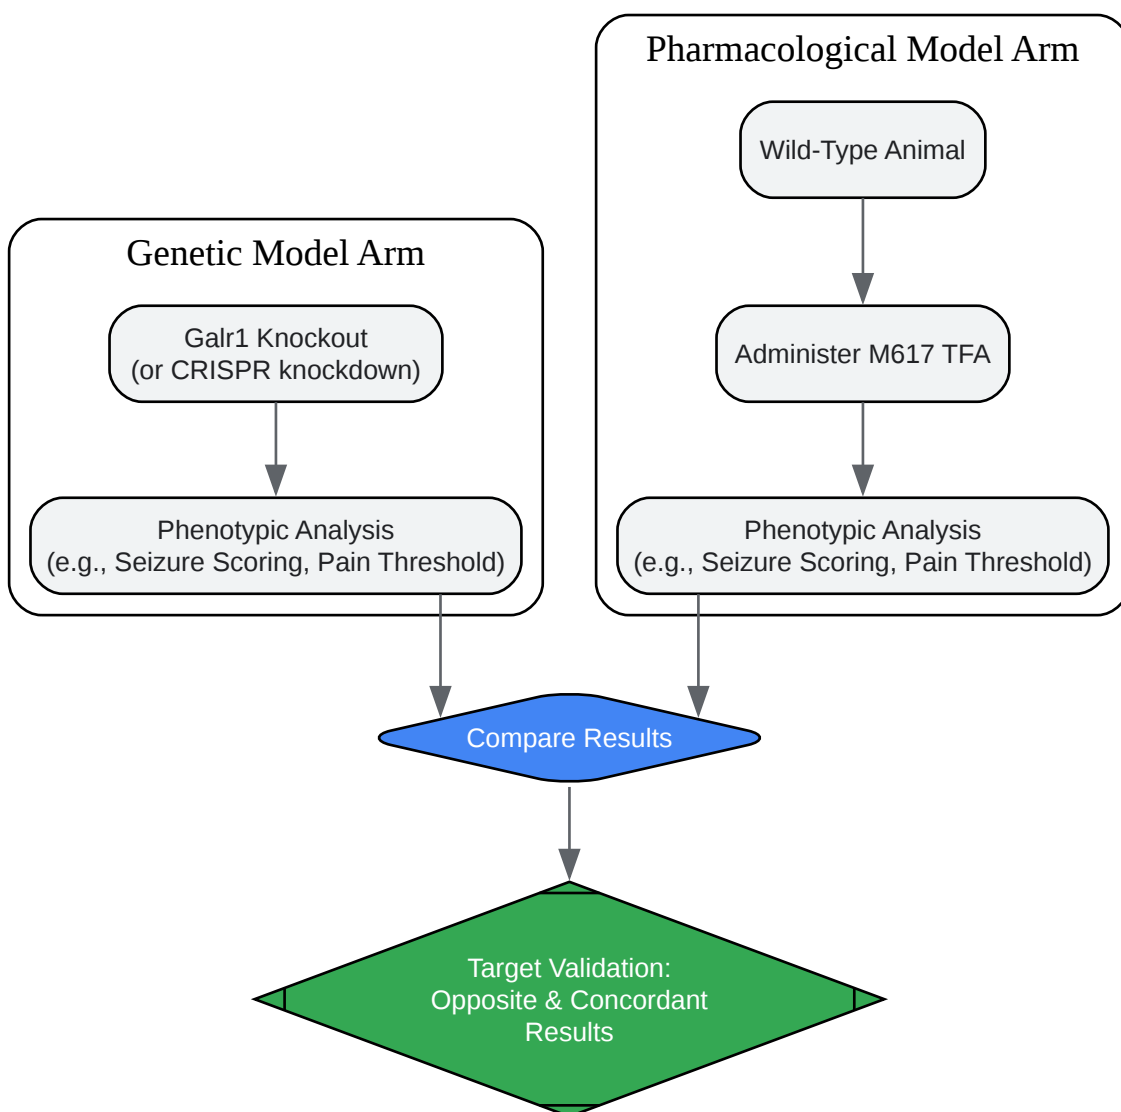 Pharmacological Model Arm
Wild-Type Animal
Administer M617 TFA
Phenotypic Analysis
(e.g., Seizure Scoring, Pain Threshold)
Genetic Model Arm
Galr1 Knockout
(or CRISPR knockdown)
Phenotypic Analysis
(e.g., Seizure Scoring, Pain Threshold)
Compare Results
Target Validation:
Opposite & Concordant
Results